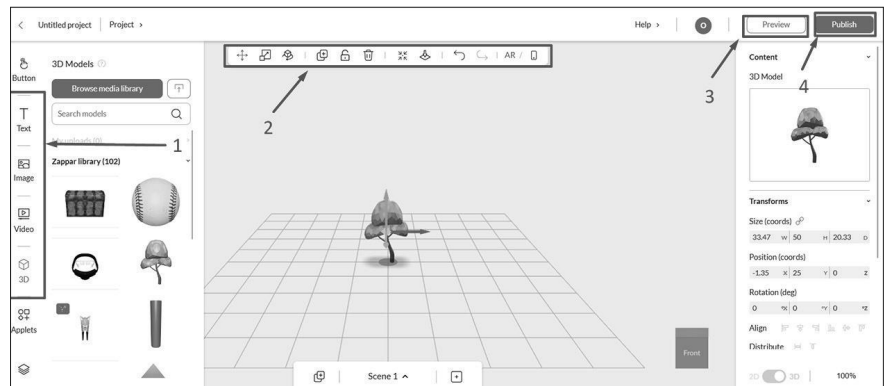 Untitled project Project >
Help >
O
Preview
Publish
Button
Text
Image
Video
3D
Applets
1
3D Models
Browse media library
Search models
Zappar library (102)
2
AR /
3
4
Front
Scene 1
Content
3D Model
Transforms
Size (coords)
33.47 W 50 H 20.33 D
Position (coords)
-1.35 X 25 Y 0 Z
Rotation (deg)
0 °X 0 °Y 0 °Z
Align
Distribute
2D 3D 100%